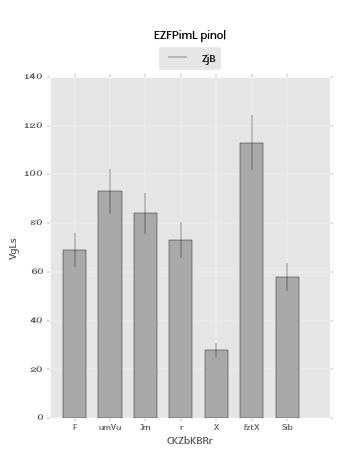 EZFPimL pinol
ZjB
140
120
100
80
60
40
20
0
VgLs
F umVu Jm r X fztX Sib
CKZbKBRr